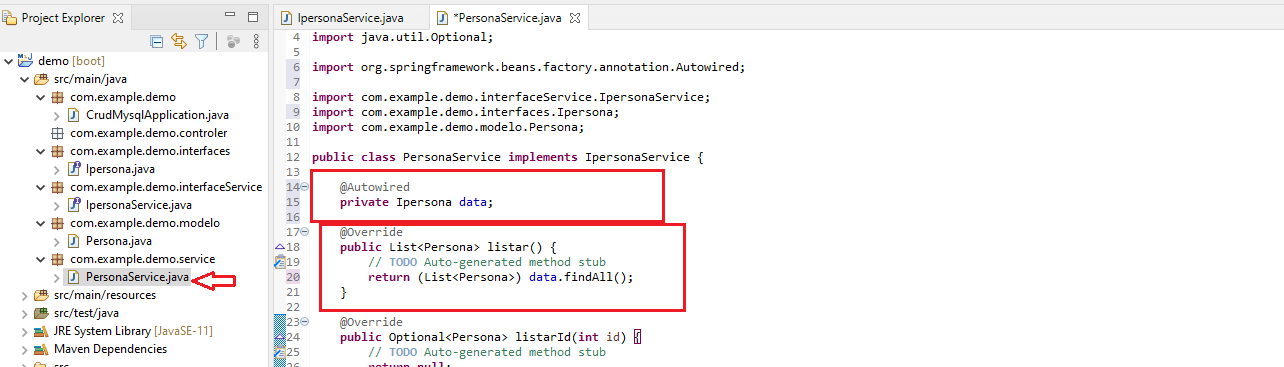 Project Explorer
demo [boot]
src/main/java
com.example.demo
CrudMysqlApplication.java
com.example.demo.controler
com.example.demo.interfaces
Ipersona.java
com.example.demo.interfaceService
IpersonaService.java
com.example.demo.modelo
Persona.java
com.example.demo.service
PersonaService.java
src/main/resources
src/test/java
JRE System Library [JavaSE-11]
Maven Dependencies
src
IpersonaService.java
*PersonaService.java
4 import java.util.Optional;
5
6 import org.springframework.beans.factory.annotation.Autowired;
7
8 import com.example.demo.interfaceService.IpersonaService;
9 import com.example.demo.interfaces.Ipersona;
10 import com.example.demo.modelo.Persona;
11
12 public class PersonaService implements IpersonaService {
13
14 @Autowired
15 private Ipersona data;
16
17 @Override
18 public List<Persona> listar() {
19 // TODO Auto-generated method stub
20 return (List<Persona>) data.findAll();
21 }
22
23 @Override
24 public Optional<Persona> listarId(int id) {
25 // TODO Auto-generated method stub
26 return null;